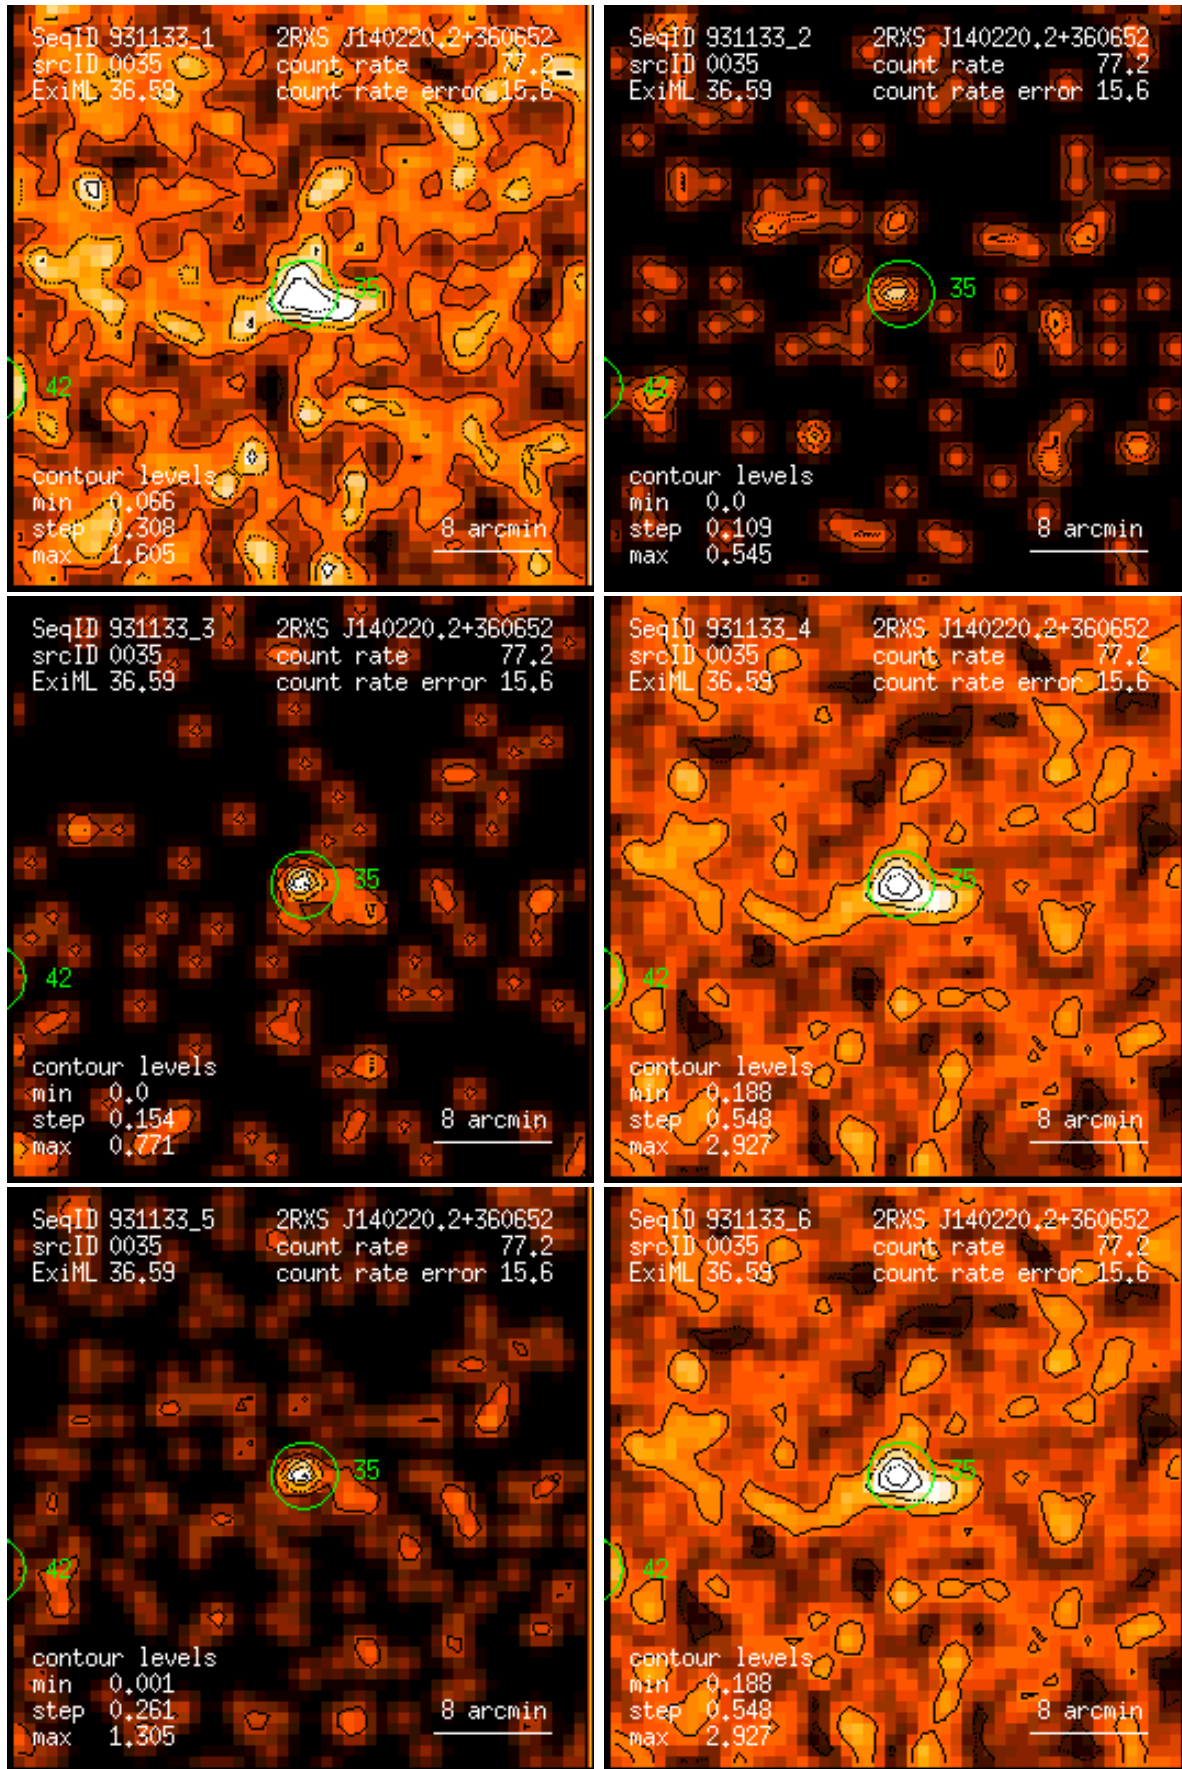 SeqID 931133_1 2RXS J140220.2+360652
srcID 0035 count rate 77.2
ExiML 36.59 count rate error 15.6
35
42
contour levels
min 0.066
step 0.308 8 arcmin
max 1.605
SeqID 931133_2 2RXS J140220.2+360652
srcID 0035 count rate 77.2
ExiML 36.59 count rate error 15.6
35
42
contour levels
min 0.0
step 0.109 8 arcmin
max 0.545
SeqID 931133_3 2RXS J140220.2+360652
srcID 0035 count rate 77.2
ExiML 36.59 count rate error 15.6
35
42
contour levels
min 0.0
step 0.154 8 arcmin
max 0.771
SeqID 931133_4 2RXS J140220.2+360652
srcID 0035 count rate 77.2
ExiML 36.59 count rate error 15.6
35
42
contour levels
min 0.188
step 0.548 8 arcmin
max 2.927
SeqID 931133_5 2RXS J140220.2+360652
srcID 0035 count rate 77.2
ExiML 36.59 count rate error 15.6
35
42
contour levels
min 0.001
step 0.261 8 arcmin
max 1.305
SeqID 931133_6 2RXS J140220.2+360652
srcID 0035 count rate 77.2
ExiML 36.59 count rate error 15.6
35
42
contour levels
min 0.188
step 0.548 8 arcmin
max 2.927